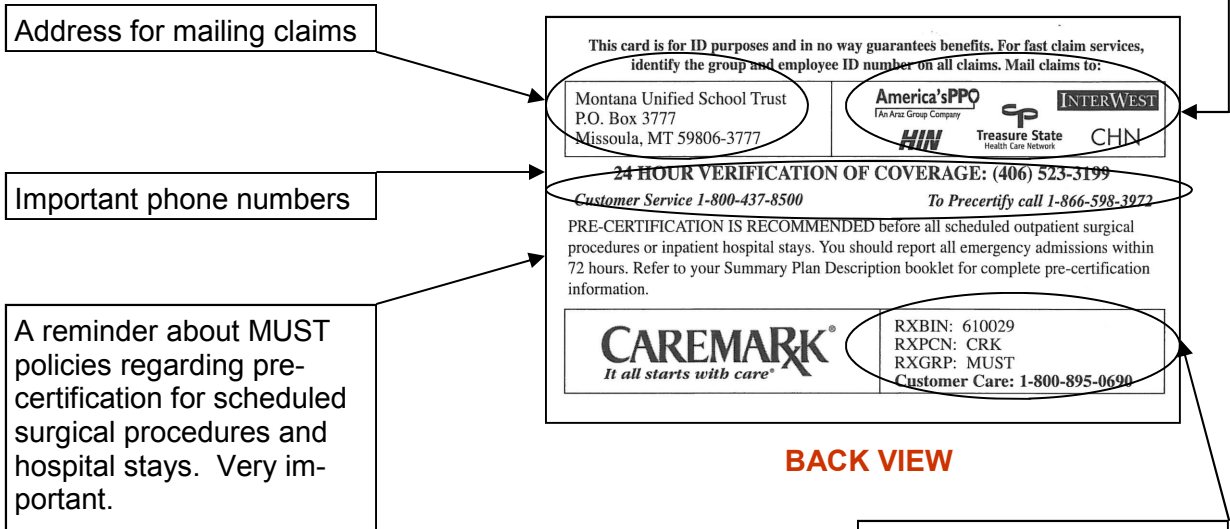 Address for mailing claims
Important phone numbers
A reminder about MUST
policies regarding pre-
certification for scheduled
surgical procedures and
hospital stays.  Very im-
portant.
This card is for ID purposes and in no way guarantees benefits. For fast claim services,
identify the group and employee ID number on all claims. Mail claims to:
Montana Unified School Trust
P.O. Box 3777
Missoula, MT 59806-3777
America'sPPO
An Araz Group Company
INTERWEST
HIN
Treasure State
Health Care Network
CHN
24 HOUR VERIFICATION OF COVERAGE: (406) 523-3199
Customer Service 1-800-437-8500 To Precertify call 1-866-598-3972
PRE-CERTIFICATION IS RECOMMENDED before all scheduled outpatient surgical
procedures or inpatient hospital stays. You should report all emergency admissions within
72 hours. Refer to your Summary Plan Description booklet for complete pre-certification
information.
CAREMARK®
It all starts with care®
RXBIN: 610029
RXPCN: CRK
RXGRP: MUST
Customer Care: 1-800-895-0690
BACK VIEW